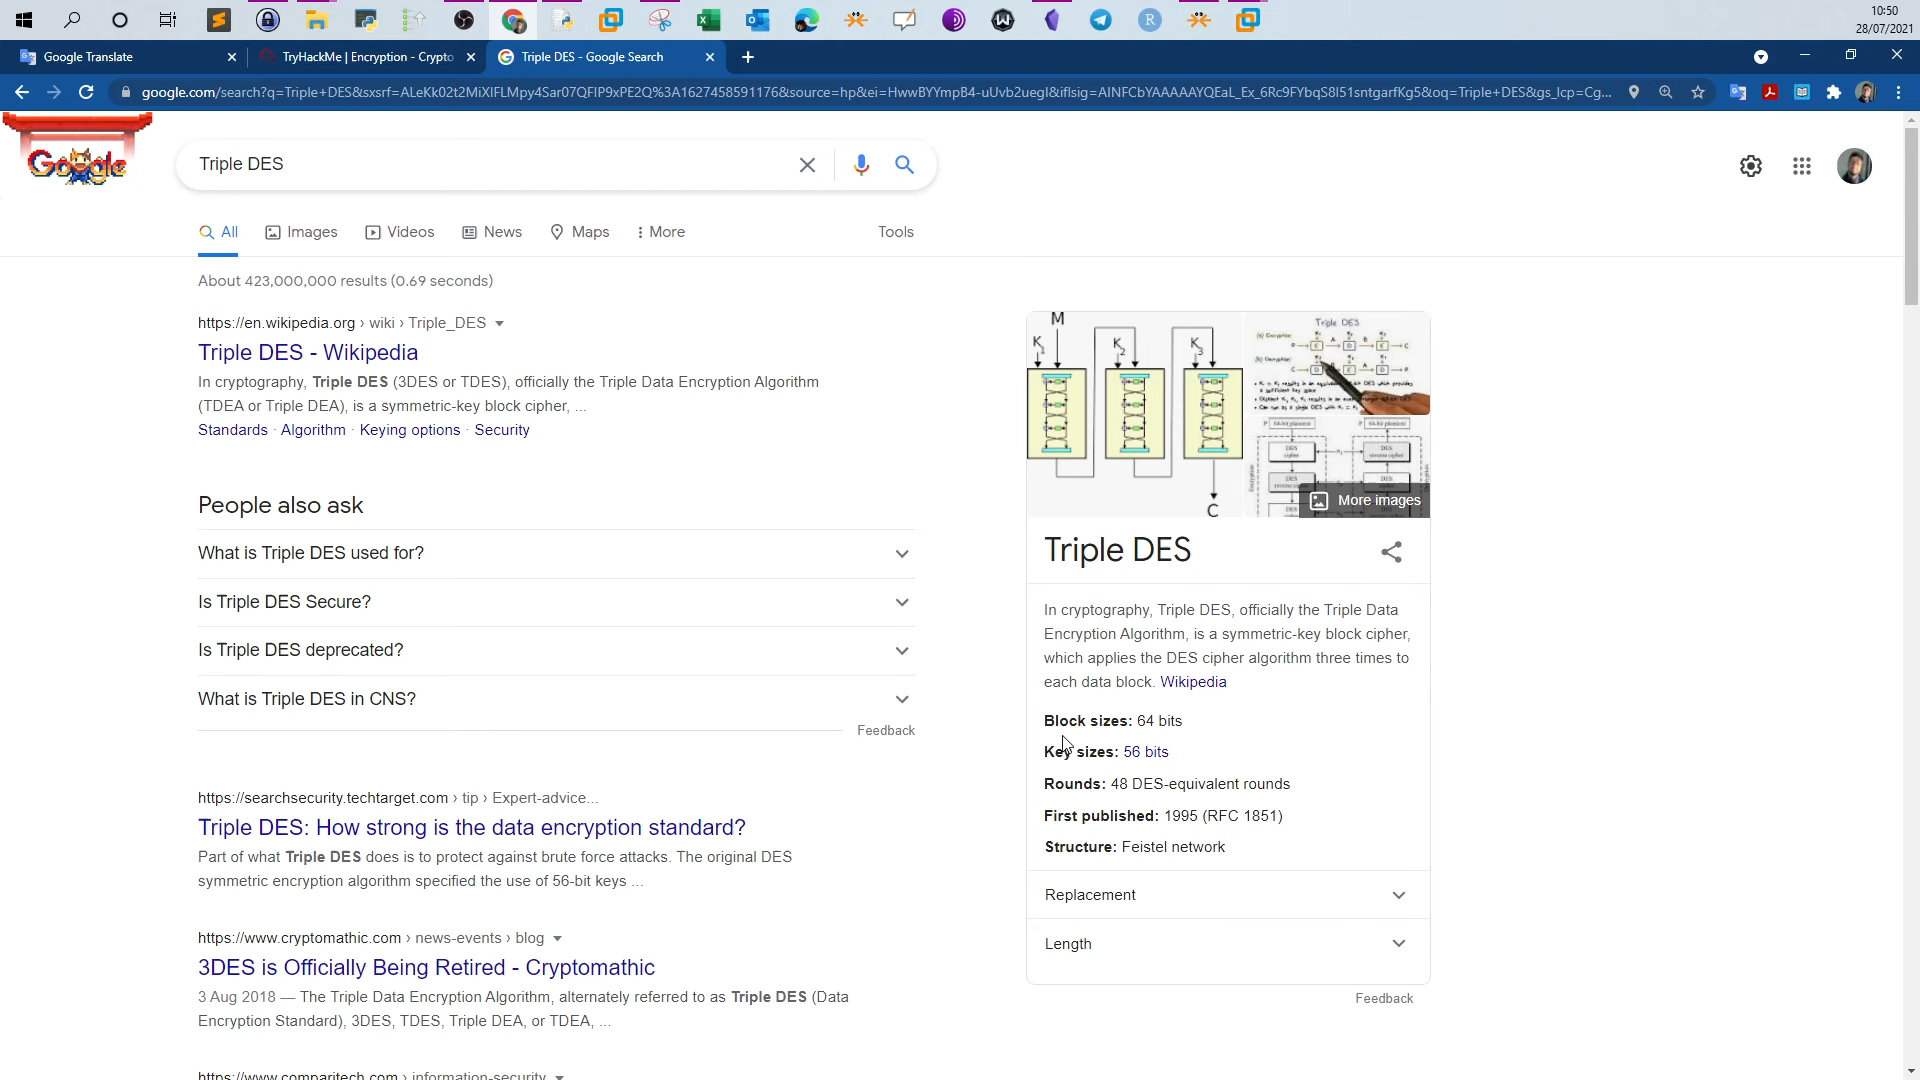 10:50
28/07/2021
Google Translate
TryHackMe | Encryption - Crypto
Triple DES - Google Search
google.com/search?q=Triple+DES&sxsrf=ALeKk02t2MiXIFLMpy4Sar07QFIP9xPE2Q%3A1627458591176&source=hp&ei=HwwBYYmpB4-uUvb2uegI&iflsig=AINFCbYAAAAAYQEaL_Ex_6Rc9FYbqS8I51sntgarfKg5&oq=Triple+DES&gs_lcp=Cg...
Google
Triple DES
All
Images
Videos
News
Maps
More
Tools
About 423,000,000 results (0.69 seconds)
https://en.wikipedia.org › wiki › Triple_DES
Triple DES - Wikipedia
In cryptography, Triple DES (3DES or TDES), officially the Triple Data Encryption Algorithm
(TDEA or Triple DEA), is a symmetric-key block cipher, ...
Standards · Algorithm · Keying options · Security
People also ask
What is Triple DES used for?
Is Triple DES Secure?
Is Triple DES deprecated?
What is Triple DES in CNS?
Feedback
https://searchsecurity.techtarget.com › tip › Expert-advice...
Triple DES: How strong is the data encryption standard?
Part of what Triple DES does is to protect against brute force attacks. The original DES
symmetric encryption algorithm specified the use of 56-bit keys ...
https://www.cryptomathic.com › news-events › blog
3DES is Officially Being Retired - Cryptomathic
3 Aug 2018 — The Triple Data Encryption Algorithm, alternately referred to as Triple DES (Data
Encryption Standard), 3DES, TDES, Triple DEA, or TDEA, ...
https://www.comparitech.com › information-security
M
K1
K2
K3
C
Triple DES
More images
Triple DES
In cryptography, Triple DES, officially the Triple Data
Encryption Algorithm, is a symmetric-key block cipher,
which applies the DES cipher algorithm three times to
each data block. Wikipedia
Block sizes: 64 bits
Key sizes: 56 bits
Rounds: 48 DES-equivalent rounds
First published: 1995 (RFC 1851)
Structure: Feistel network
Replacement
Length
Feedback